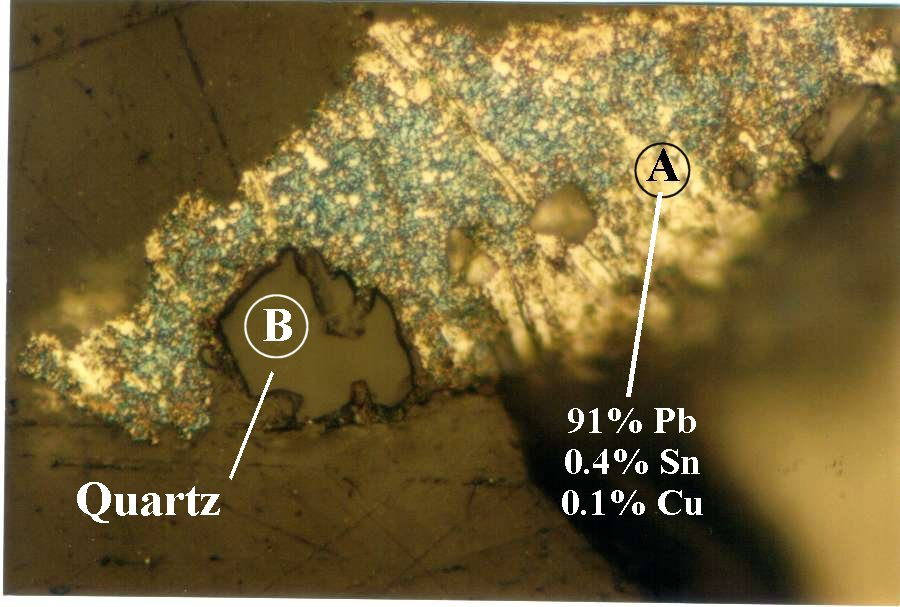 A
B
91% Pb
0.4% Sn
0.1% Cu
Quartz